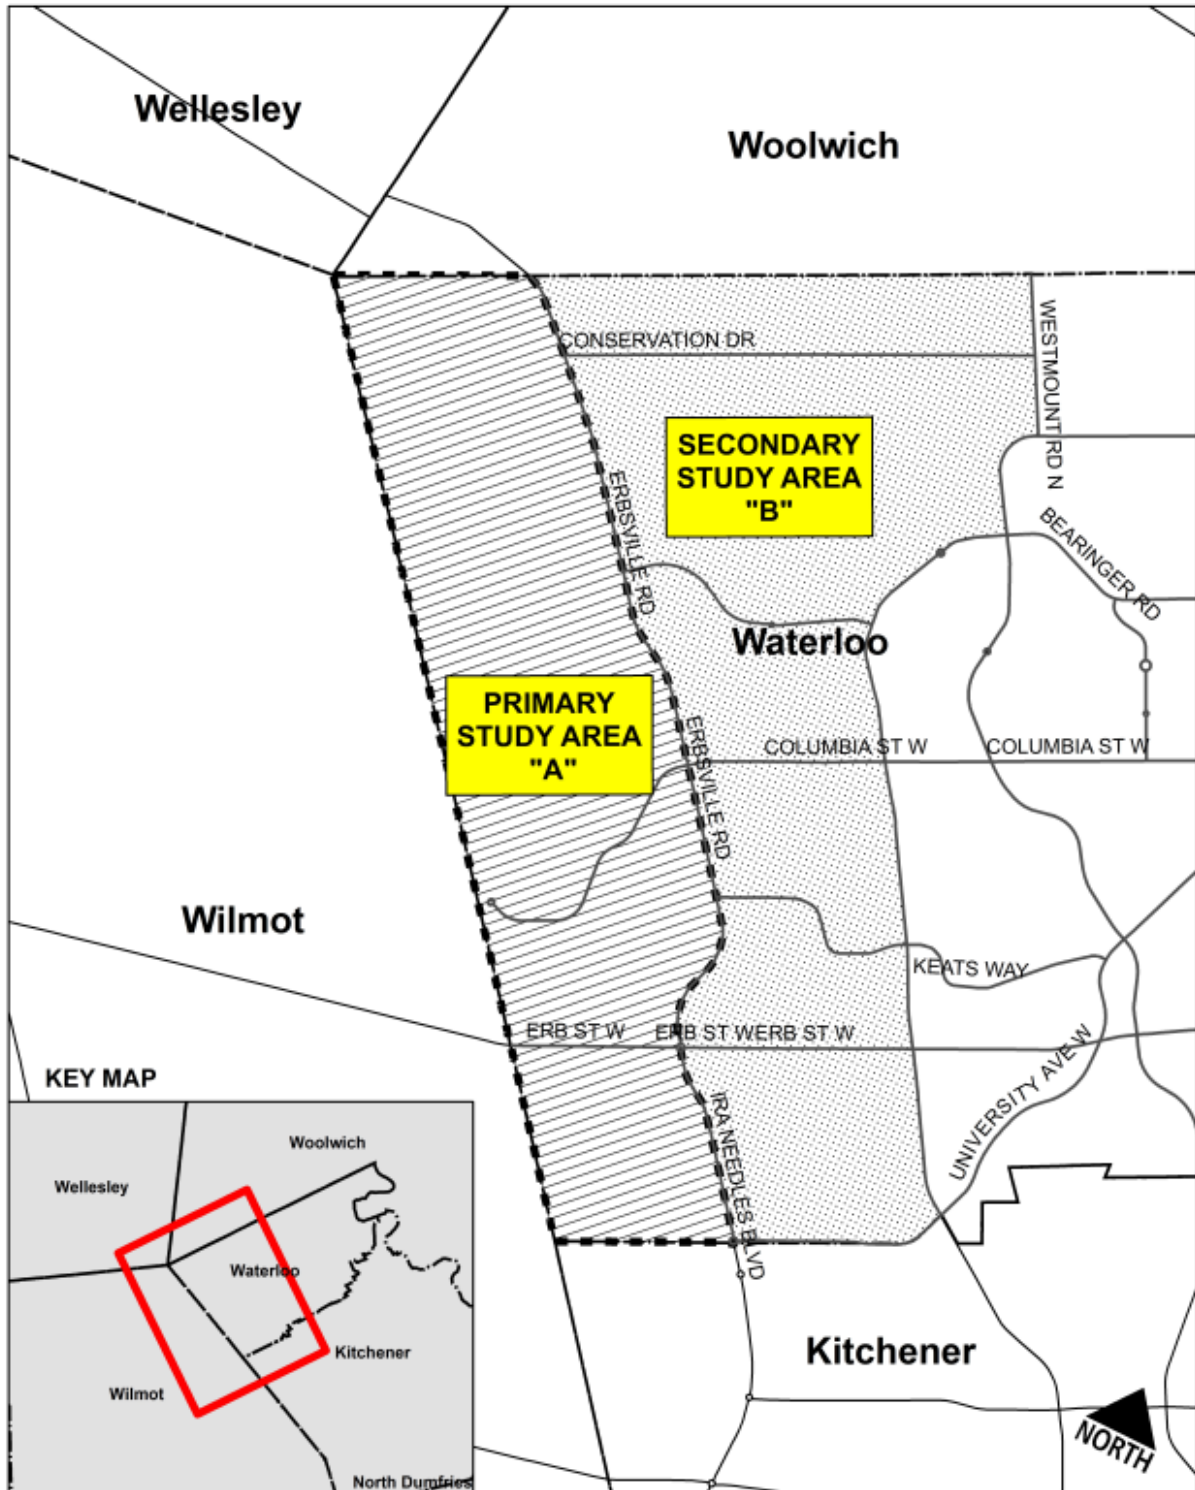 Wellesley
Woolwich
CONSERVATION DR
WESTMOUNT RD N
SECONDARY
STUDY AREA
"B"
ERBSVILLE RD
BEARINGER RD
Waterloo
PRIMARY
STUDY AREA
"A"
ERBSVILLE RD
COLUMBIA ST W
COLUMBIA ST W
Wilmot
KEATS WAY
ERB ST W
ERB ST W
ERB ST W
UNIVERSITY AVE W
IRA NEEDLES BLVD
KEY MAP
Woolwich
Wellesley
Waterloo
Kitchener
Wilmot
North Dumfries
Kitchener
NORTH